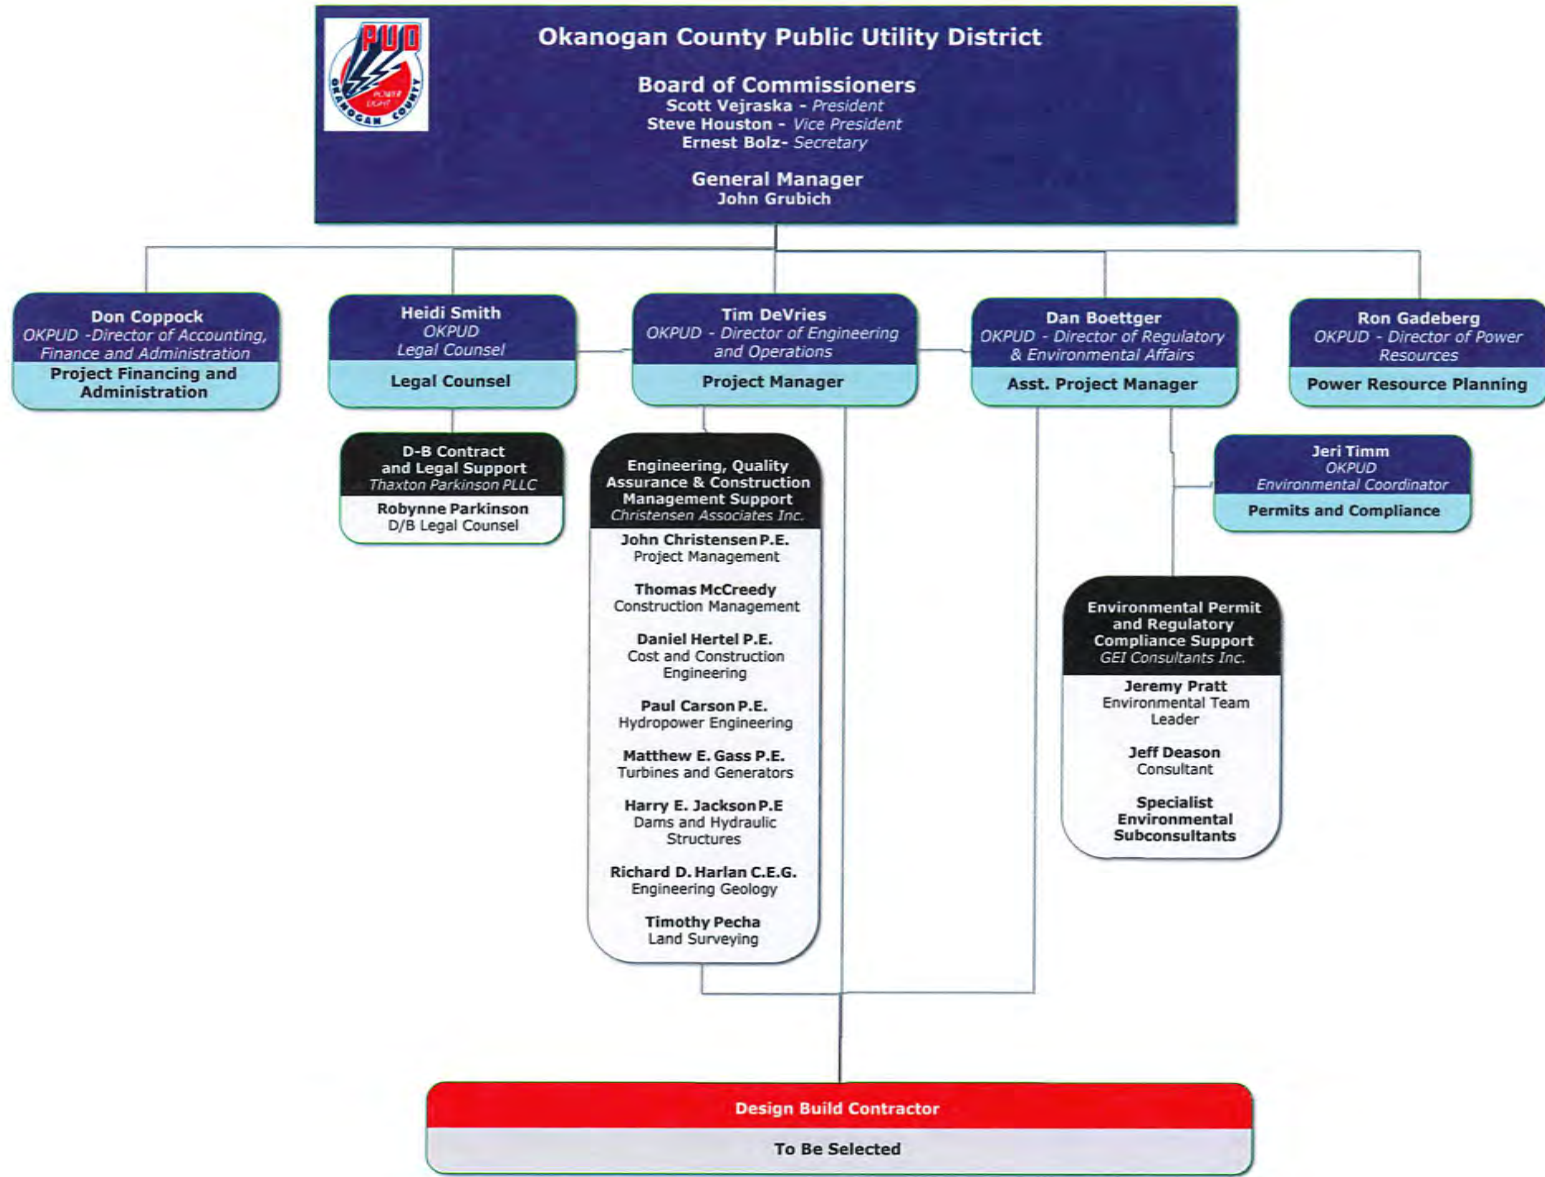 PUD
POWER
LIGHT
OKANOGAN COUNTY
Okanogan County Public Utility District
Board of Commissioners
Scott Vejraska - President
Steve Houston - Vice President
Ernest Bolz- Secretary
General Manager
John Grubich
Don Coppock
OKPUD -Director of Accounting,
Finance and Administration
Project Financing and
Administration
Heidi Smith
OKPUD
Legal Counsel
Legal Counsel
Tim DeVries
OKPUD - Director of Engineering
and Operations
Project Manager
Dan Boettger
OKPUD - Director of Regulatory
& Environmental Affairs
Asst. Project Manager
Ron Gadeberg
OKPUD - Director of Power
Resources
Power Resource Planning
D-B Contract
and Legal Support
Thaxton Parkinson PLLC
Robynne Parkinson
D/B Legal Counsel
Engineering, Quality
Assurance & Construction
Management Support
Christensen Associates Inc.
John Christensen P.E.
Project Management
Thomas McCreedy
Construction Management
Daniel Hertel P.E.
Cost and Construction
Engineering
Paul Carson P.E.
Hydropower Engineering
Matthew E. Gass P.E.
Turbines and Generators
Harry E. Jackson P.E
Dams and Hydraulic
Structures
Richard D. Harlan C.E.G.
Engineering Geology
Timothy Pecha
Land Surveying
Jeri Timm
OKPUD
Environmental Coordinator
Permits and Compliance
Environmental Permit
and Regulatory
Compliance Support
GEI Consultants Inc.
Jeremy Pratt
Environmental Team
Leader
Jeff Deason
Consultant
Specialist
Environmental
Subconsultants
Design Build Contractor
To Be Selected